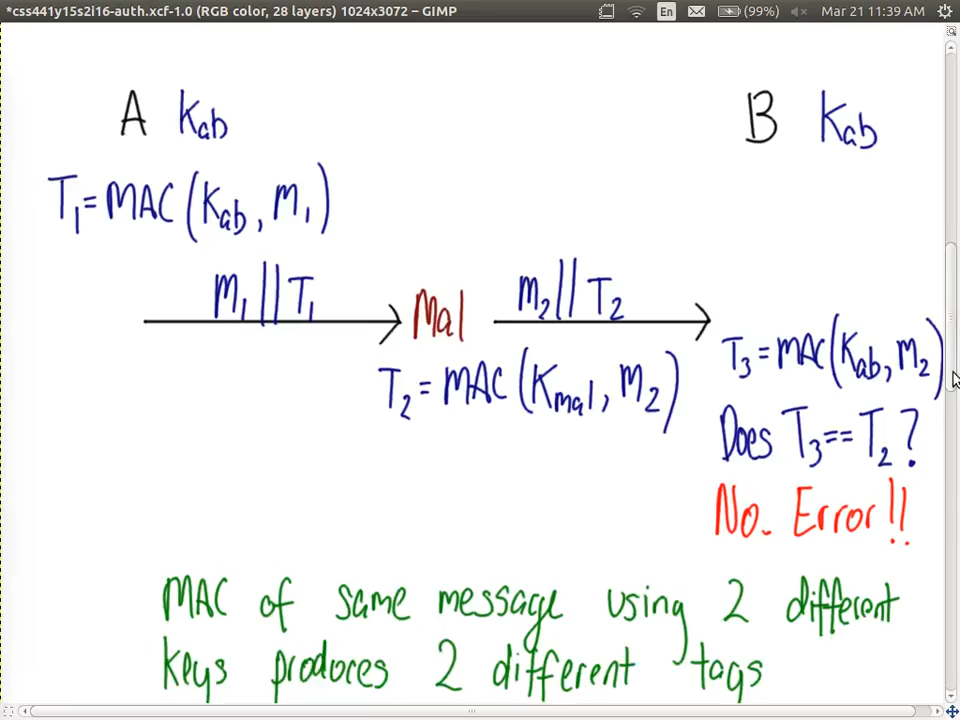 *css441y15s2i16-auth.xcf-1.0 (RGB color, 28 layers) 1024x3072 – GIMP
En
(99%)
Mar 21 11:39 AM
A Kab
B Kab
T1=MAC(Kab, M1)
M1||T1
Mal
M2||T2
T2=MAC(Kmal, M2)
T3=MAC(Kab, M2)
Does T3==T2?
No. Error!!
MAC of same message using 2 different
keys produces 2 different tags